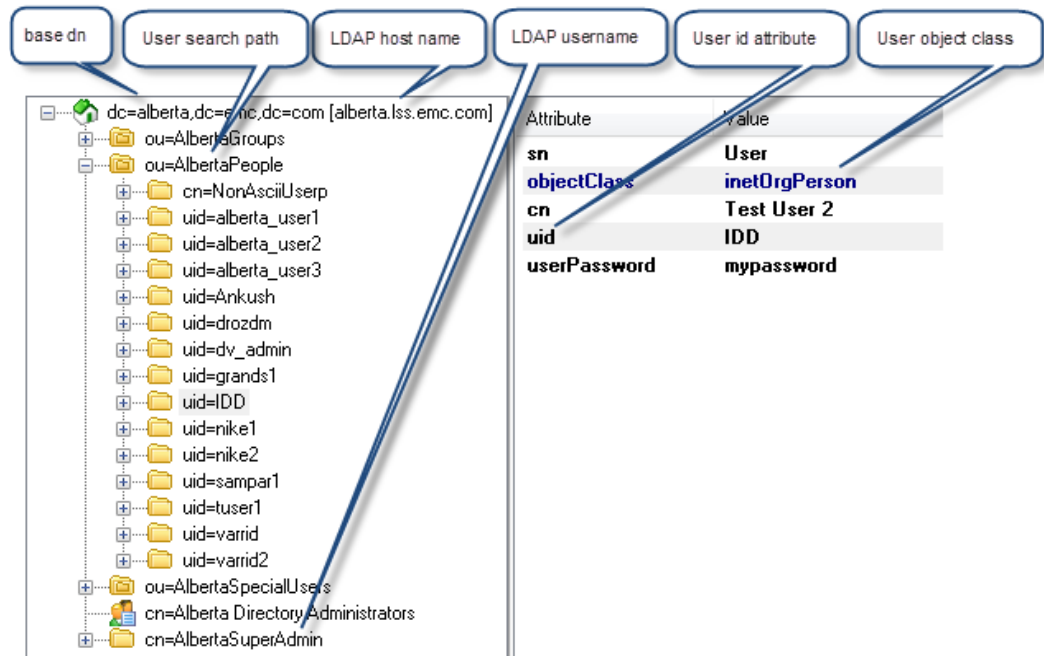 base dn
User search path
LDAP host name
LDAP username
User id attribute
User object class
dc=alberta,dc=emc,dc=com [alberta.lss.emc.com]
ou=AlbertaGroups
ou=AlbertaPeople
cn=NonAsciiUserp
uid=alberta_user1
uid=alberta_user2
uid=alberta_user3
uid=Ankush
uid=drozdm
uid=dv_admin
uid=grands1
uid=IDD
uid=nike1
uid=nike2
uid=sampar1
uid=tuser1
uid=varrid
uid=varrid2
ou=AlbertaSpecialUsers
cn=Alberta Directory Administrators
cn=AlbertaSuperAdmin
Attribute Value
sn User
objectClass inetOrgPerson
cn Test User 2
uid IDD
userPassword mypassword